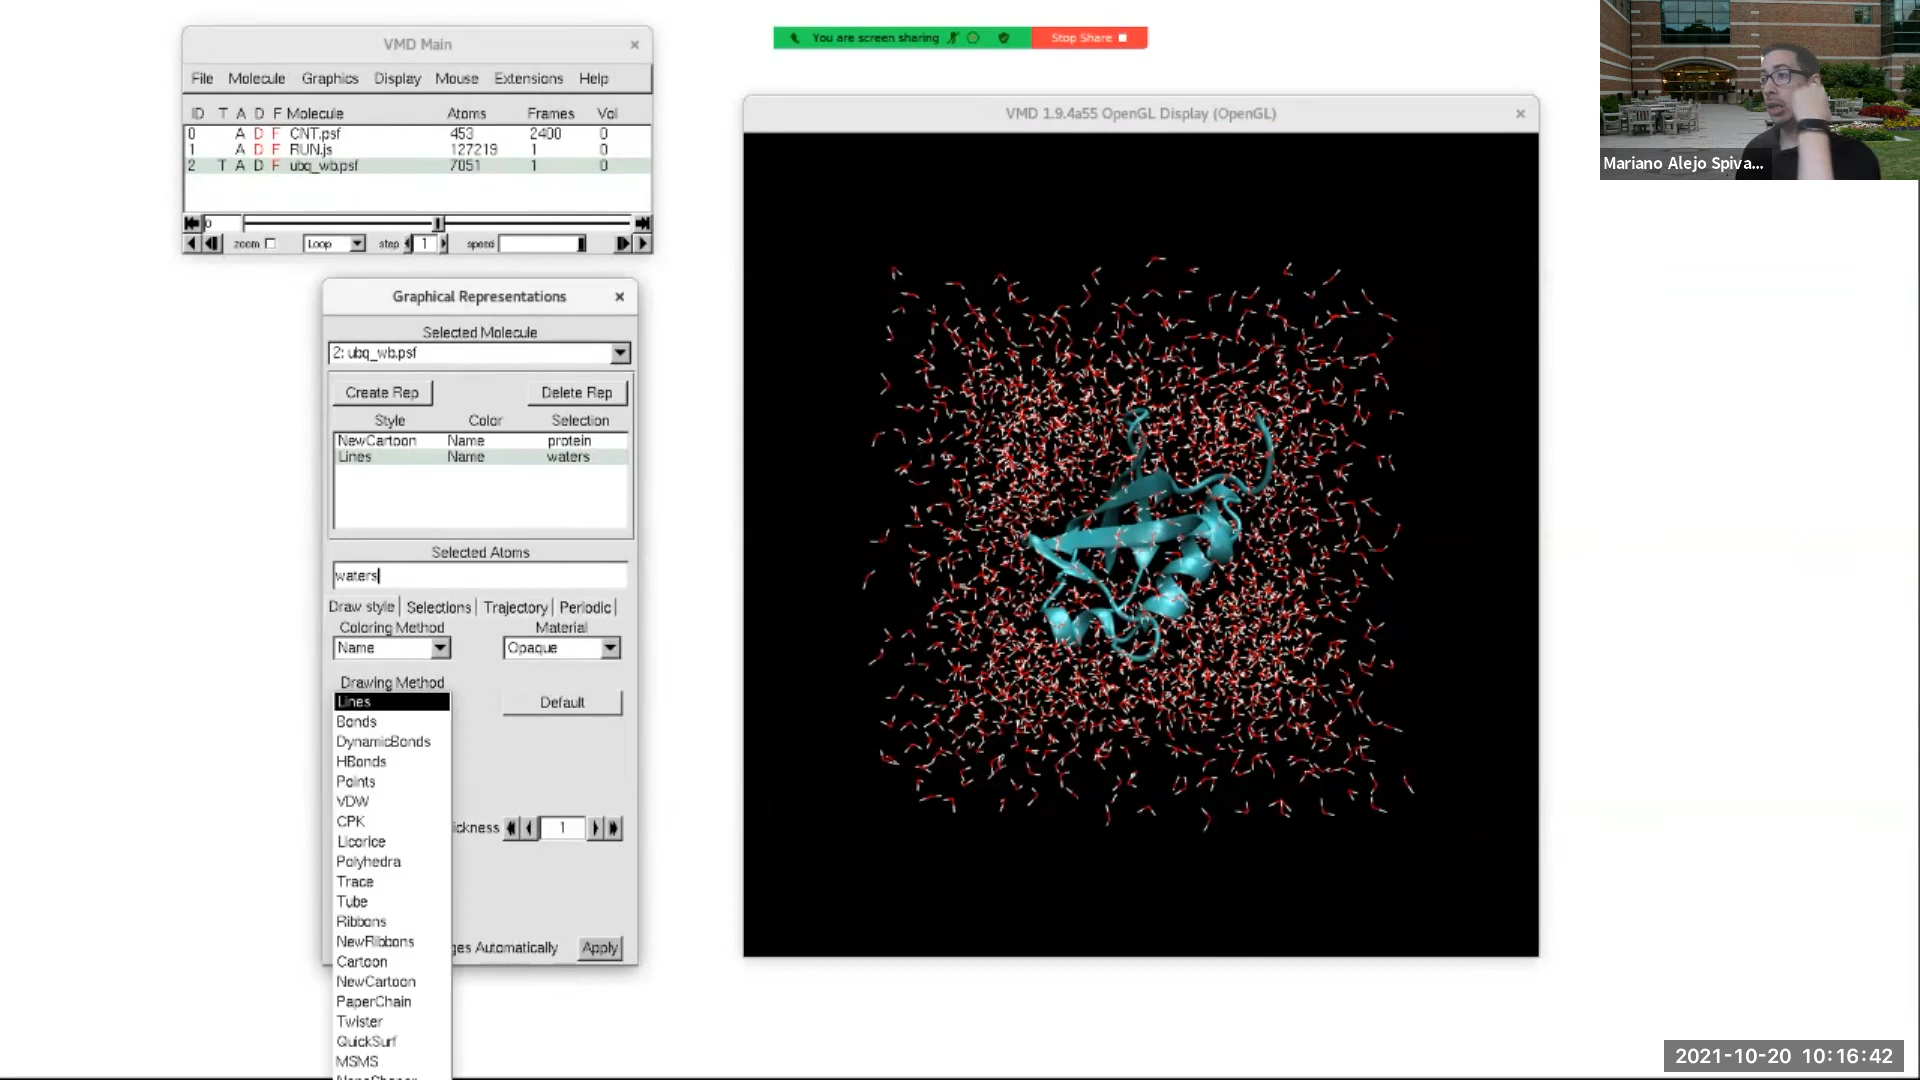 VMD Main
File Molecule Graphics Display Mouse Extensions Help
ID T A D F Molecule Atoms Frames Vol
0 A D F CNT.psf 453 2400 0
1 A D F RUN.js 127219 1 0
2 T A D F ubq_wb.psf 7051 1 0
0
zoom Loop step 1 speed
You are screen sharing Stop Share
VMD 1.9.4a55 OpenGL Display (OpenGL)
Mariano Alejo Spiva...
Graphical Representations
Selected Molecule
2: ubq_wb.psf
Create Rep Delete Rep
Style Color Selection
NewCartoon Name protein
Lines Name waters
Selected Atoms
waters
Draw style Selections Trajectory Periodic
Coloring Method Material
Name Opaque
Drawing Method
Lines Default
Bonds
DynamicBonds
HBonds
Points
VDW
CPK ickness 1
Licorice
Polyhedra
Trace
Tube
Ribbons
NewRibbons ges Automatically Apply
Cartoon
NewCartoon
PaperChain
Twister
QuickSurf
MSMS
2021-10-20 10:16:42